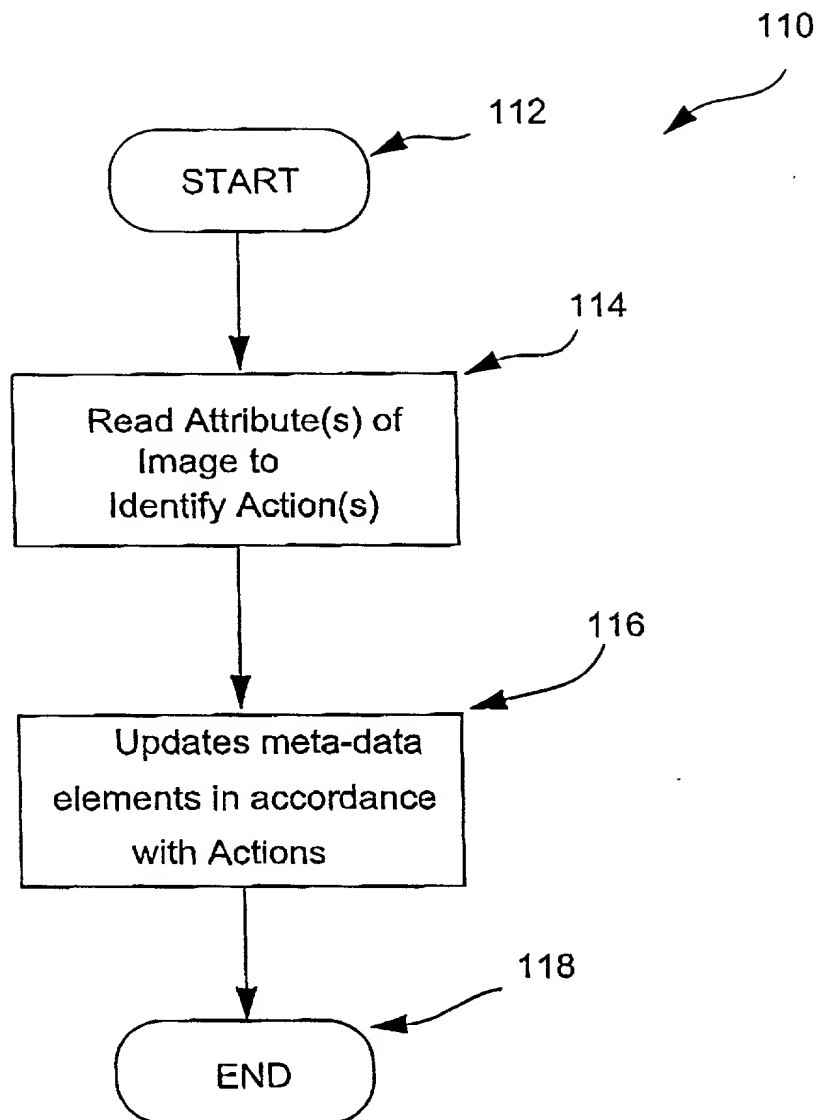 110
112
START
114
Read Attribute(s) of
Image to
Identify Action(s)
116
Updates meta-data
elements in accordance
with Actions
118
END